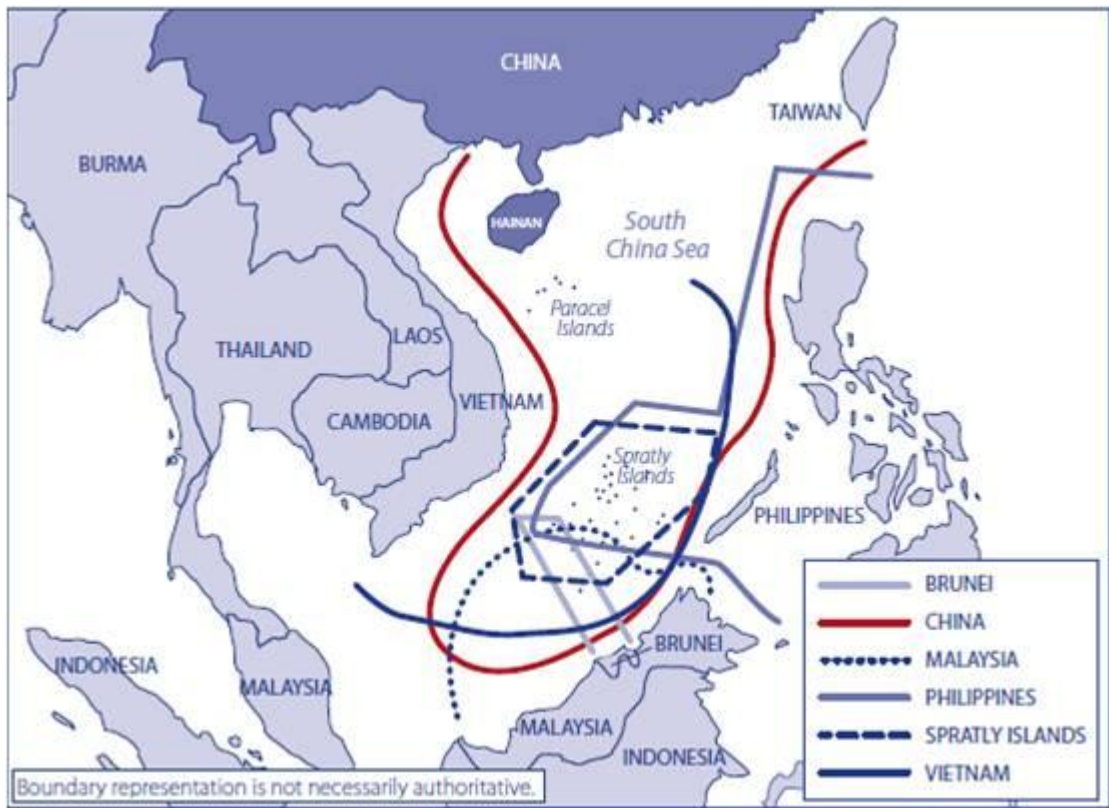 CHINA
TAIWAN
BURMA
HAINAN
South
China Sea
Paracel
Islands
LAOS
THAILAND
VIETNAM
CAMBODIA
Spratly
Islands
PHILIPPINES
BRUNEI
INDONESIA
MALAYSIA
MALAYSIA
INDONESIA
BRUNEI
CHINA
MALAYSIA
PHILIPPINES
SPRATLY ISLANDS
VIETNAM
Boundary representation is not necessarily authoritative.